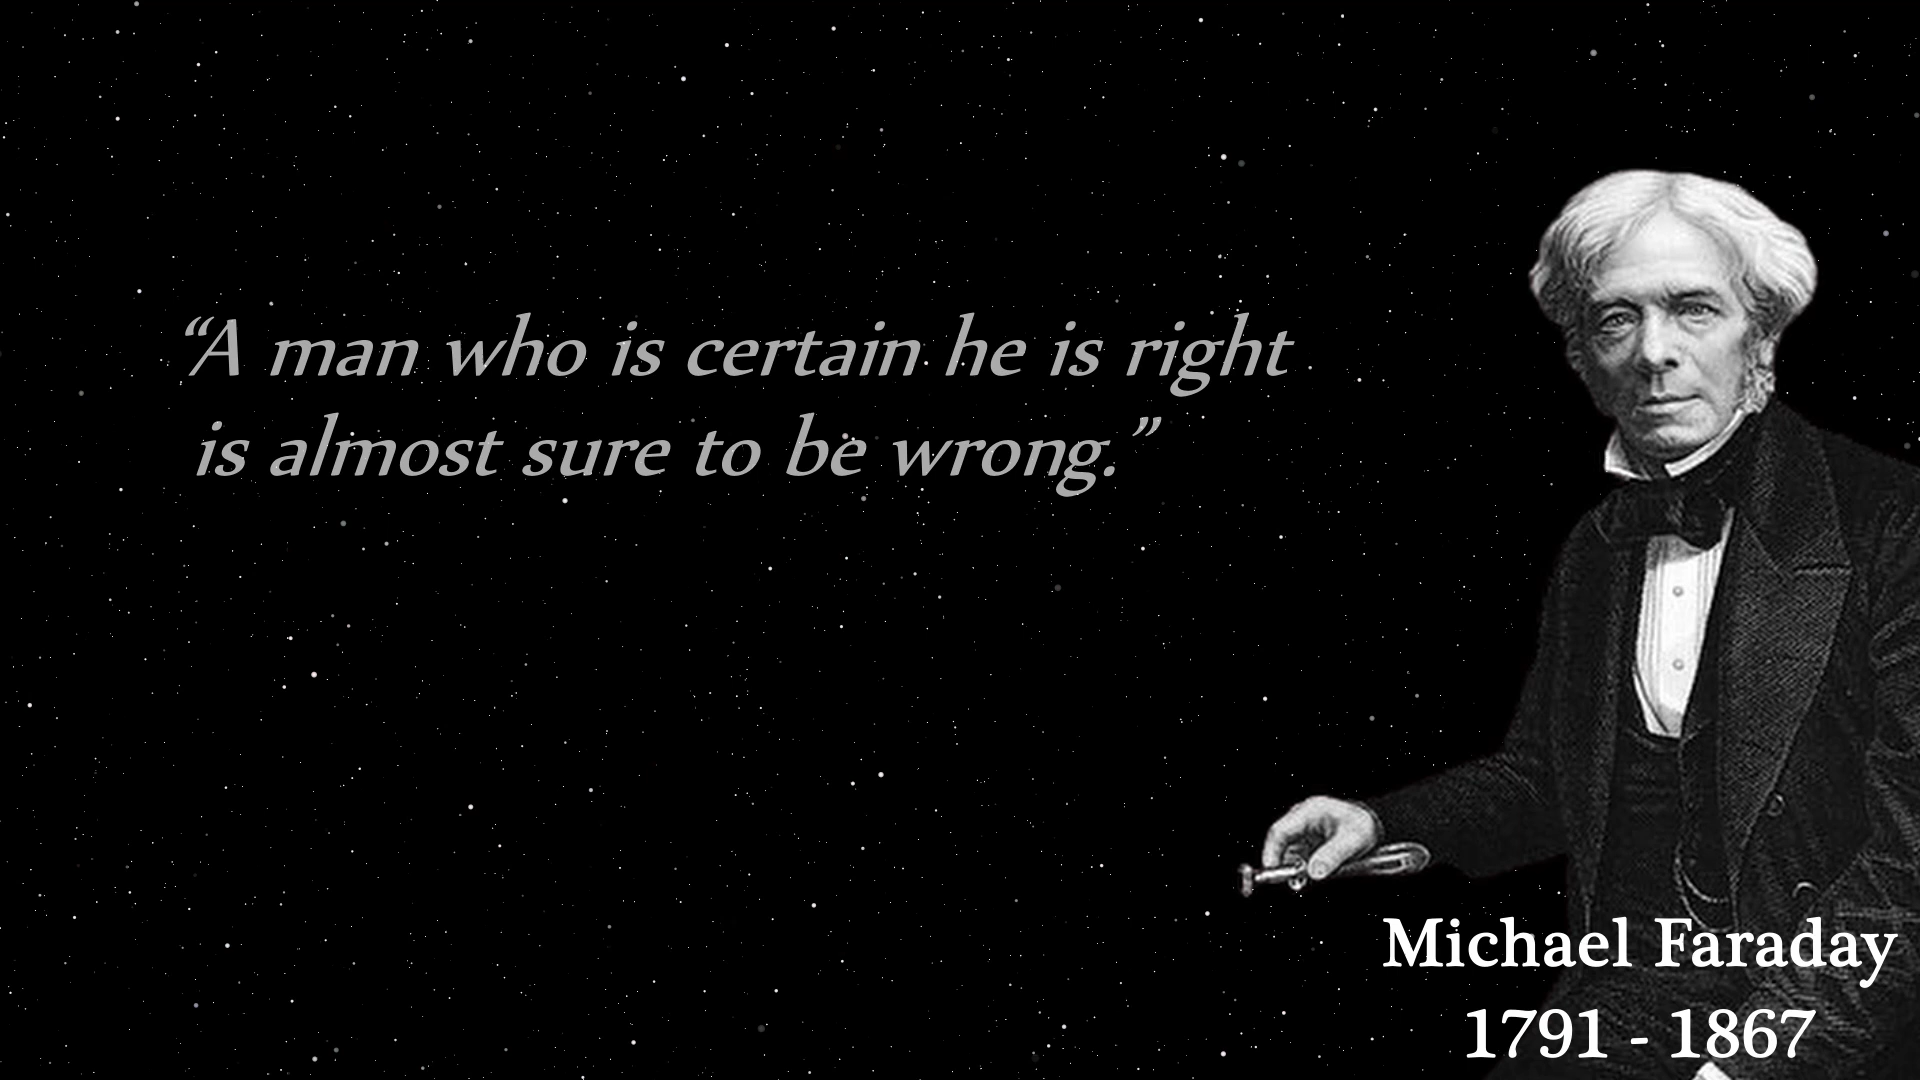 “A man who is certain he is right
is almost sure to be wrong.”
Michael Faraday
1791 - 1867